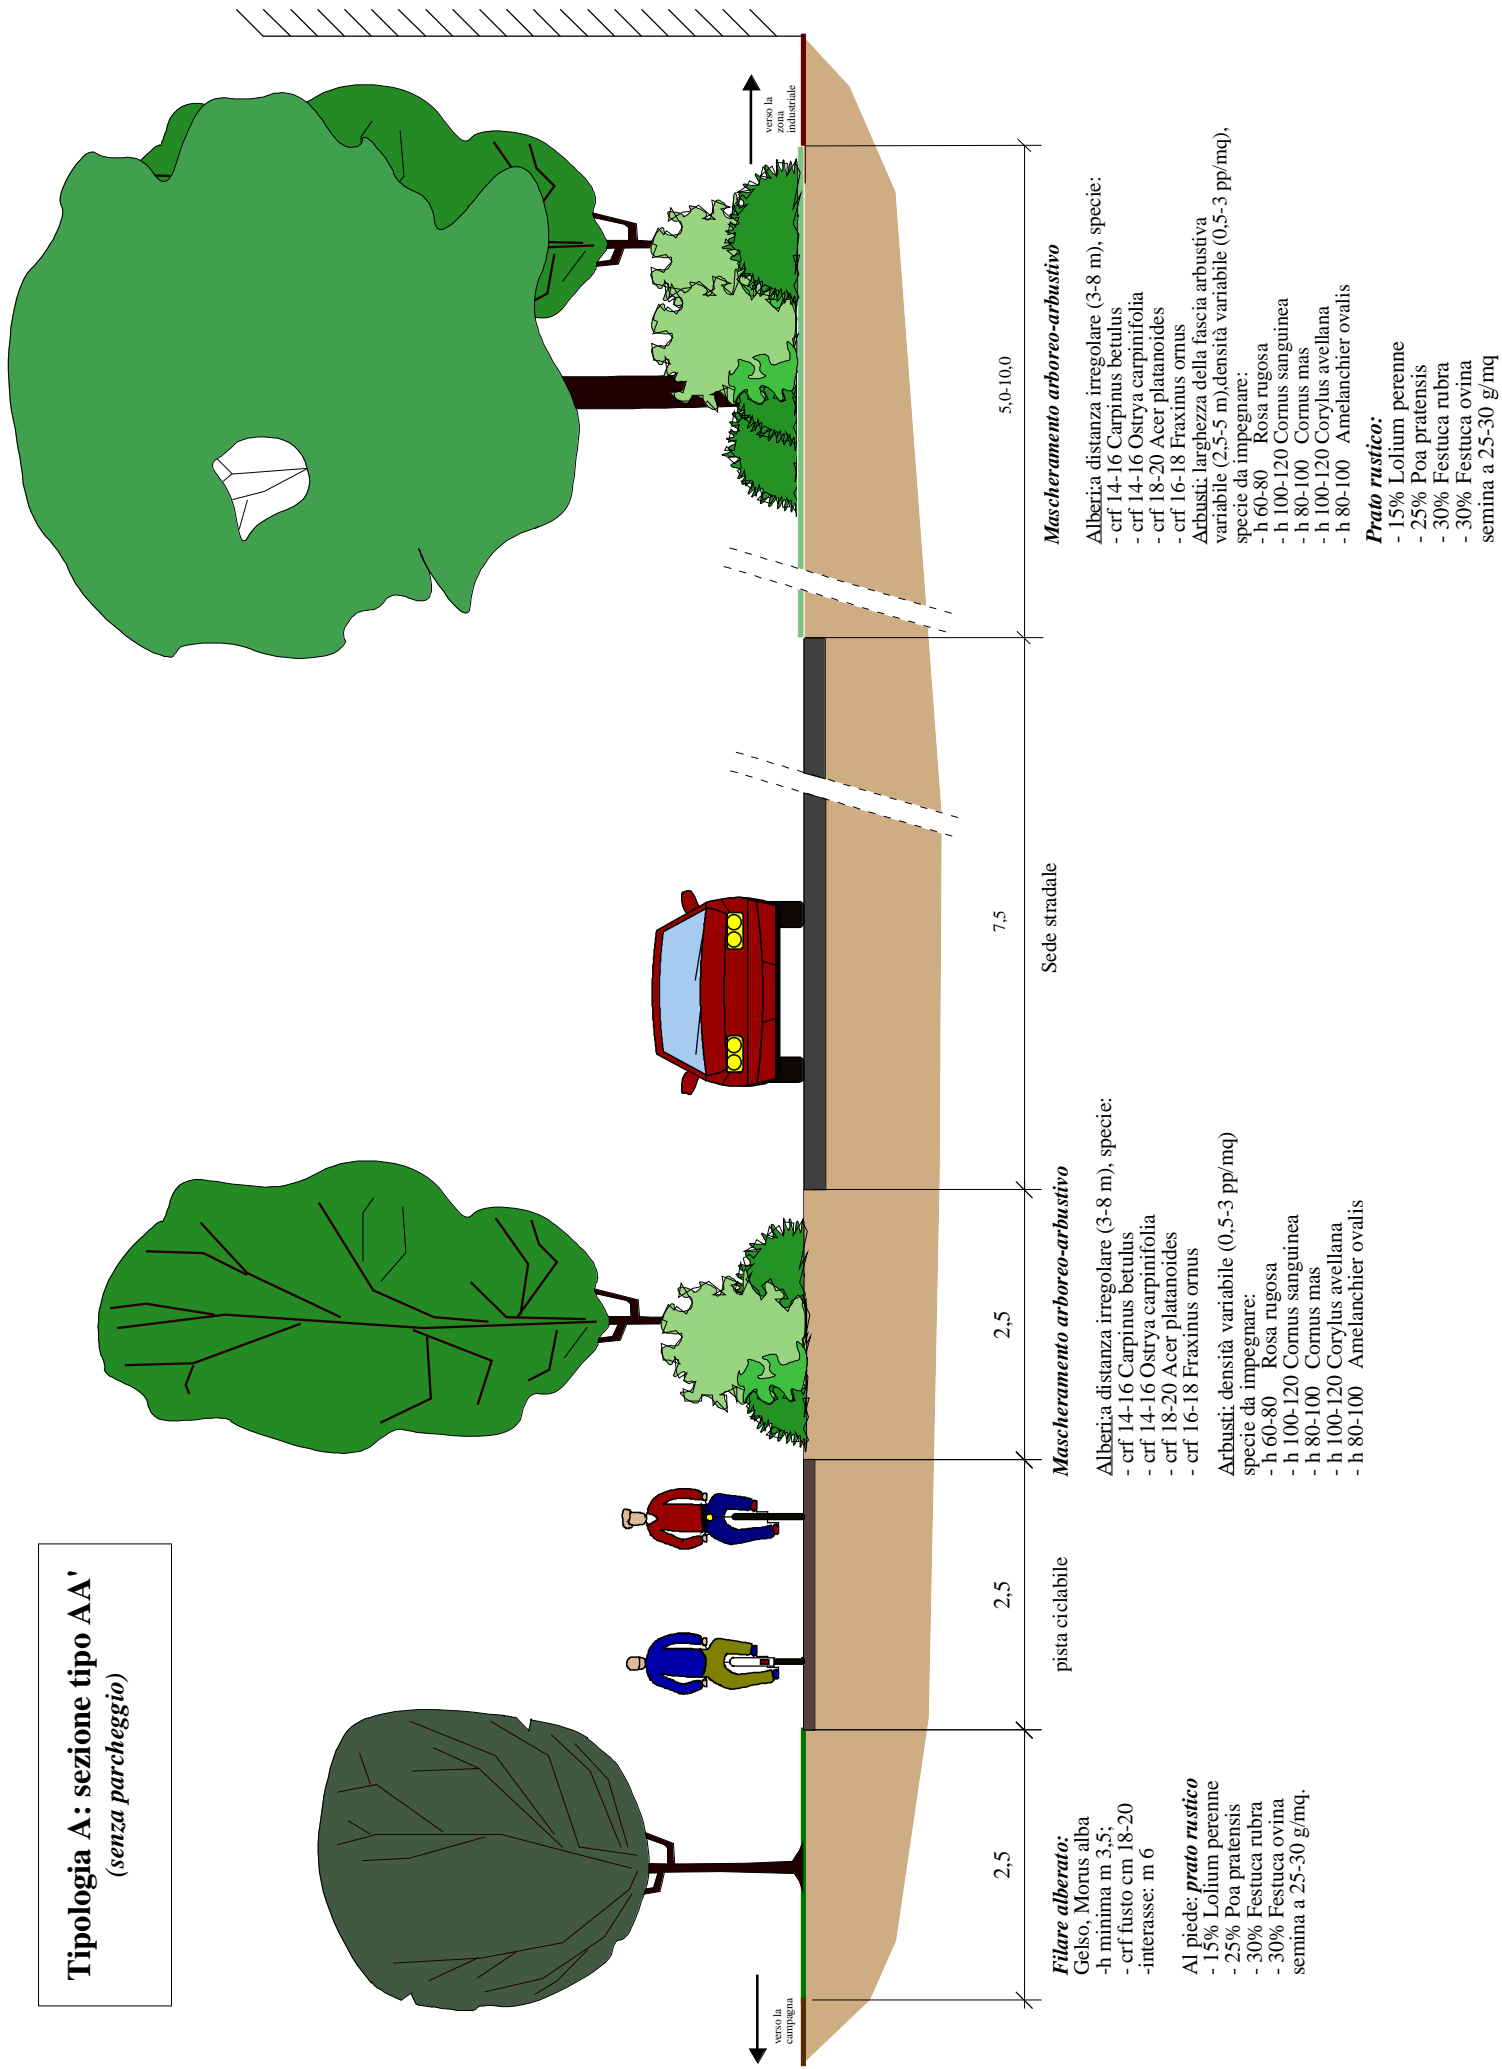 Tipologia A: sezione tipo AA'
(senza parcheggio)
verso la
campagna
verso la
zona
industriale
2,5
2,5
2,5
7,5
5,0-10,0
Filare alberato:
Gelso, Morus alba
-h minima m 3,5;
- crf fusto cm 18-20
-interasse: m 6
Al piede: prato rustico
- 15% Lolium perenne
- 25% Poa pratensis
- 30% Festuca rubra
- 30% Festuca ovina
semina a 25-30 g/mq.
pista ciclabile
Mascheramento arboreo-arbustivo
Alberi:a distanza irregolare (3-8 m), specie:
- crf 14-16 Carpinus betulus
- crf 14-16 Ostrya carpinifolia
- crf 18-20 Acer platanoides
- crf 16-18 Fraxinus ornus
Arbusti: densità variabile (0,5-3 pp/mq)
specie da impegnare:
- h 60-80 Rosa rugosa
- h 100-120 Cornus sanguinea
- h 80-100 Cornus mas
- h 100-120 Corylus avellana
- h 80-100 Amelanchier ovalis
Sede stradale
Mascheramento arboreo-arbustivo
Alberi:a distanza irregolare (3-8 m), specie:
- crf 14-16 Carpinus betulus
- crf 14-16 Ostrya carpinifolia
- crf 18-20 Acer platanoides
- crf 16-18 Fraxinus ornus
Arbusti: larghezza della fascia arbustiva
variabile (2,5-5 m),densità variabile (0,5-3 pp/mq),
specie da impegnare:
- h 60-80 Rosa rugosa
- h 100-120 Cornus sanguinea
- h 80-100 Cornus mas
- h 100-120 Corylus avellana
- h 80-100 Amelanchier ovalis
Prato rustico:
- 15% Lolium perenne
- 25% Poa pratensis
- 30% Festuca rubra
- 30% Festuca ovina
semina a 25-30 g/mq